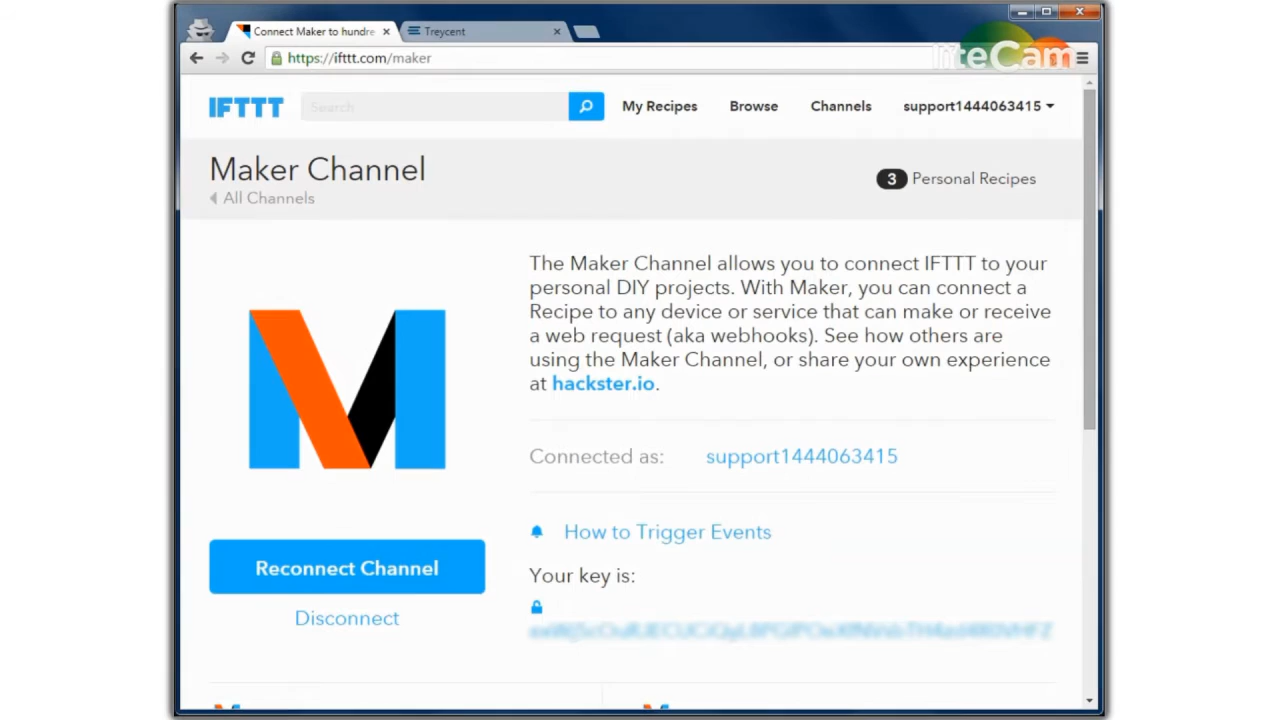 Connect Maker to hundre
Treycent
https://ifttt.com/maker
liteCam
IFTTT
Search
My Recipes
Browse
Channels
support1444063415
Maker Channel
All Channels
3 Personal Recipes
The Maker Channel allows you to connect IFTTT to your
personal DIY projects. With Maker, you can connect a
Recipe to any device or service that can make or receive
a web request (aka webhooks). See how others are
using the Maker Channel, or share your own experience
at hackster.io.
Connected as: support1444063415
How to Trigger Events
Your key is:
Reconnect Channel
Disconnect